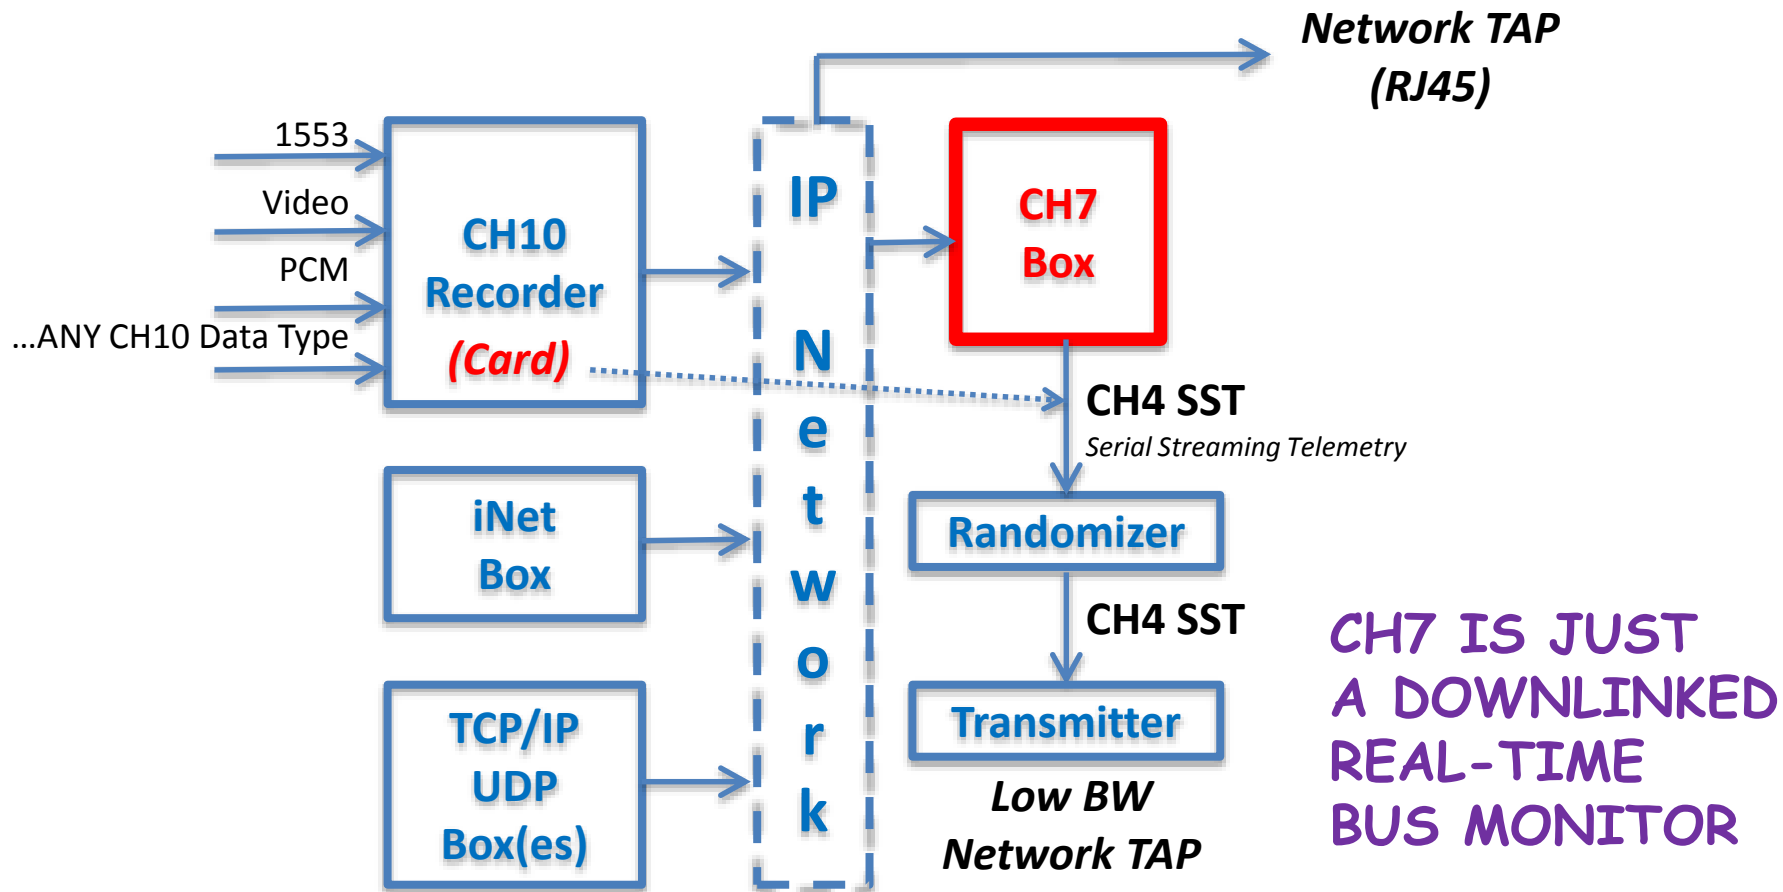 Network TAP
(RJ45)
1553
Video
PCM
...ANY CH10 Data Type
CH10
Recorder
(Card)
IP
N
e
t
w
o
r
k
CH7
Box
CH4 SST
Serial Streaming Telemetry
iNet
Box
Randomizer
CH4 SST
TCP/IP
UDP
Box(es)
Transmitter
Low BW
Network TAP
CH7 IS JUST
A DOWNLINKED
REAL-TIME
BUS MONITOR